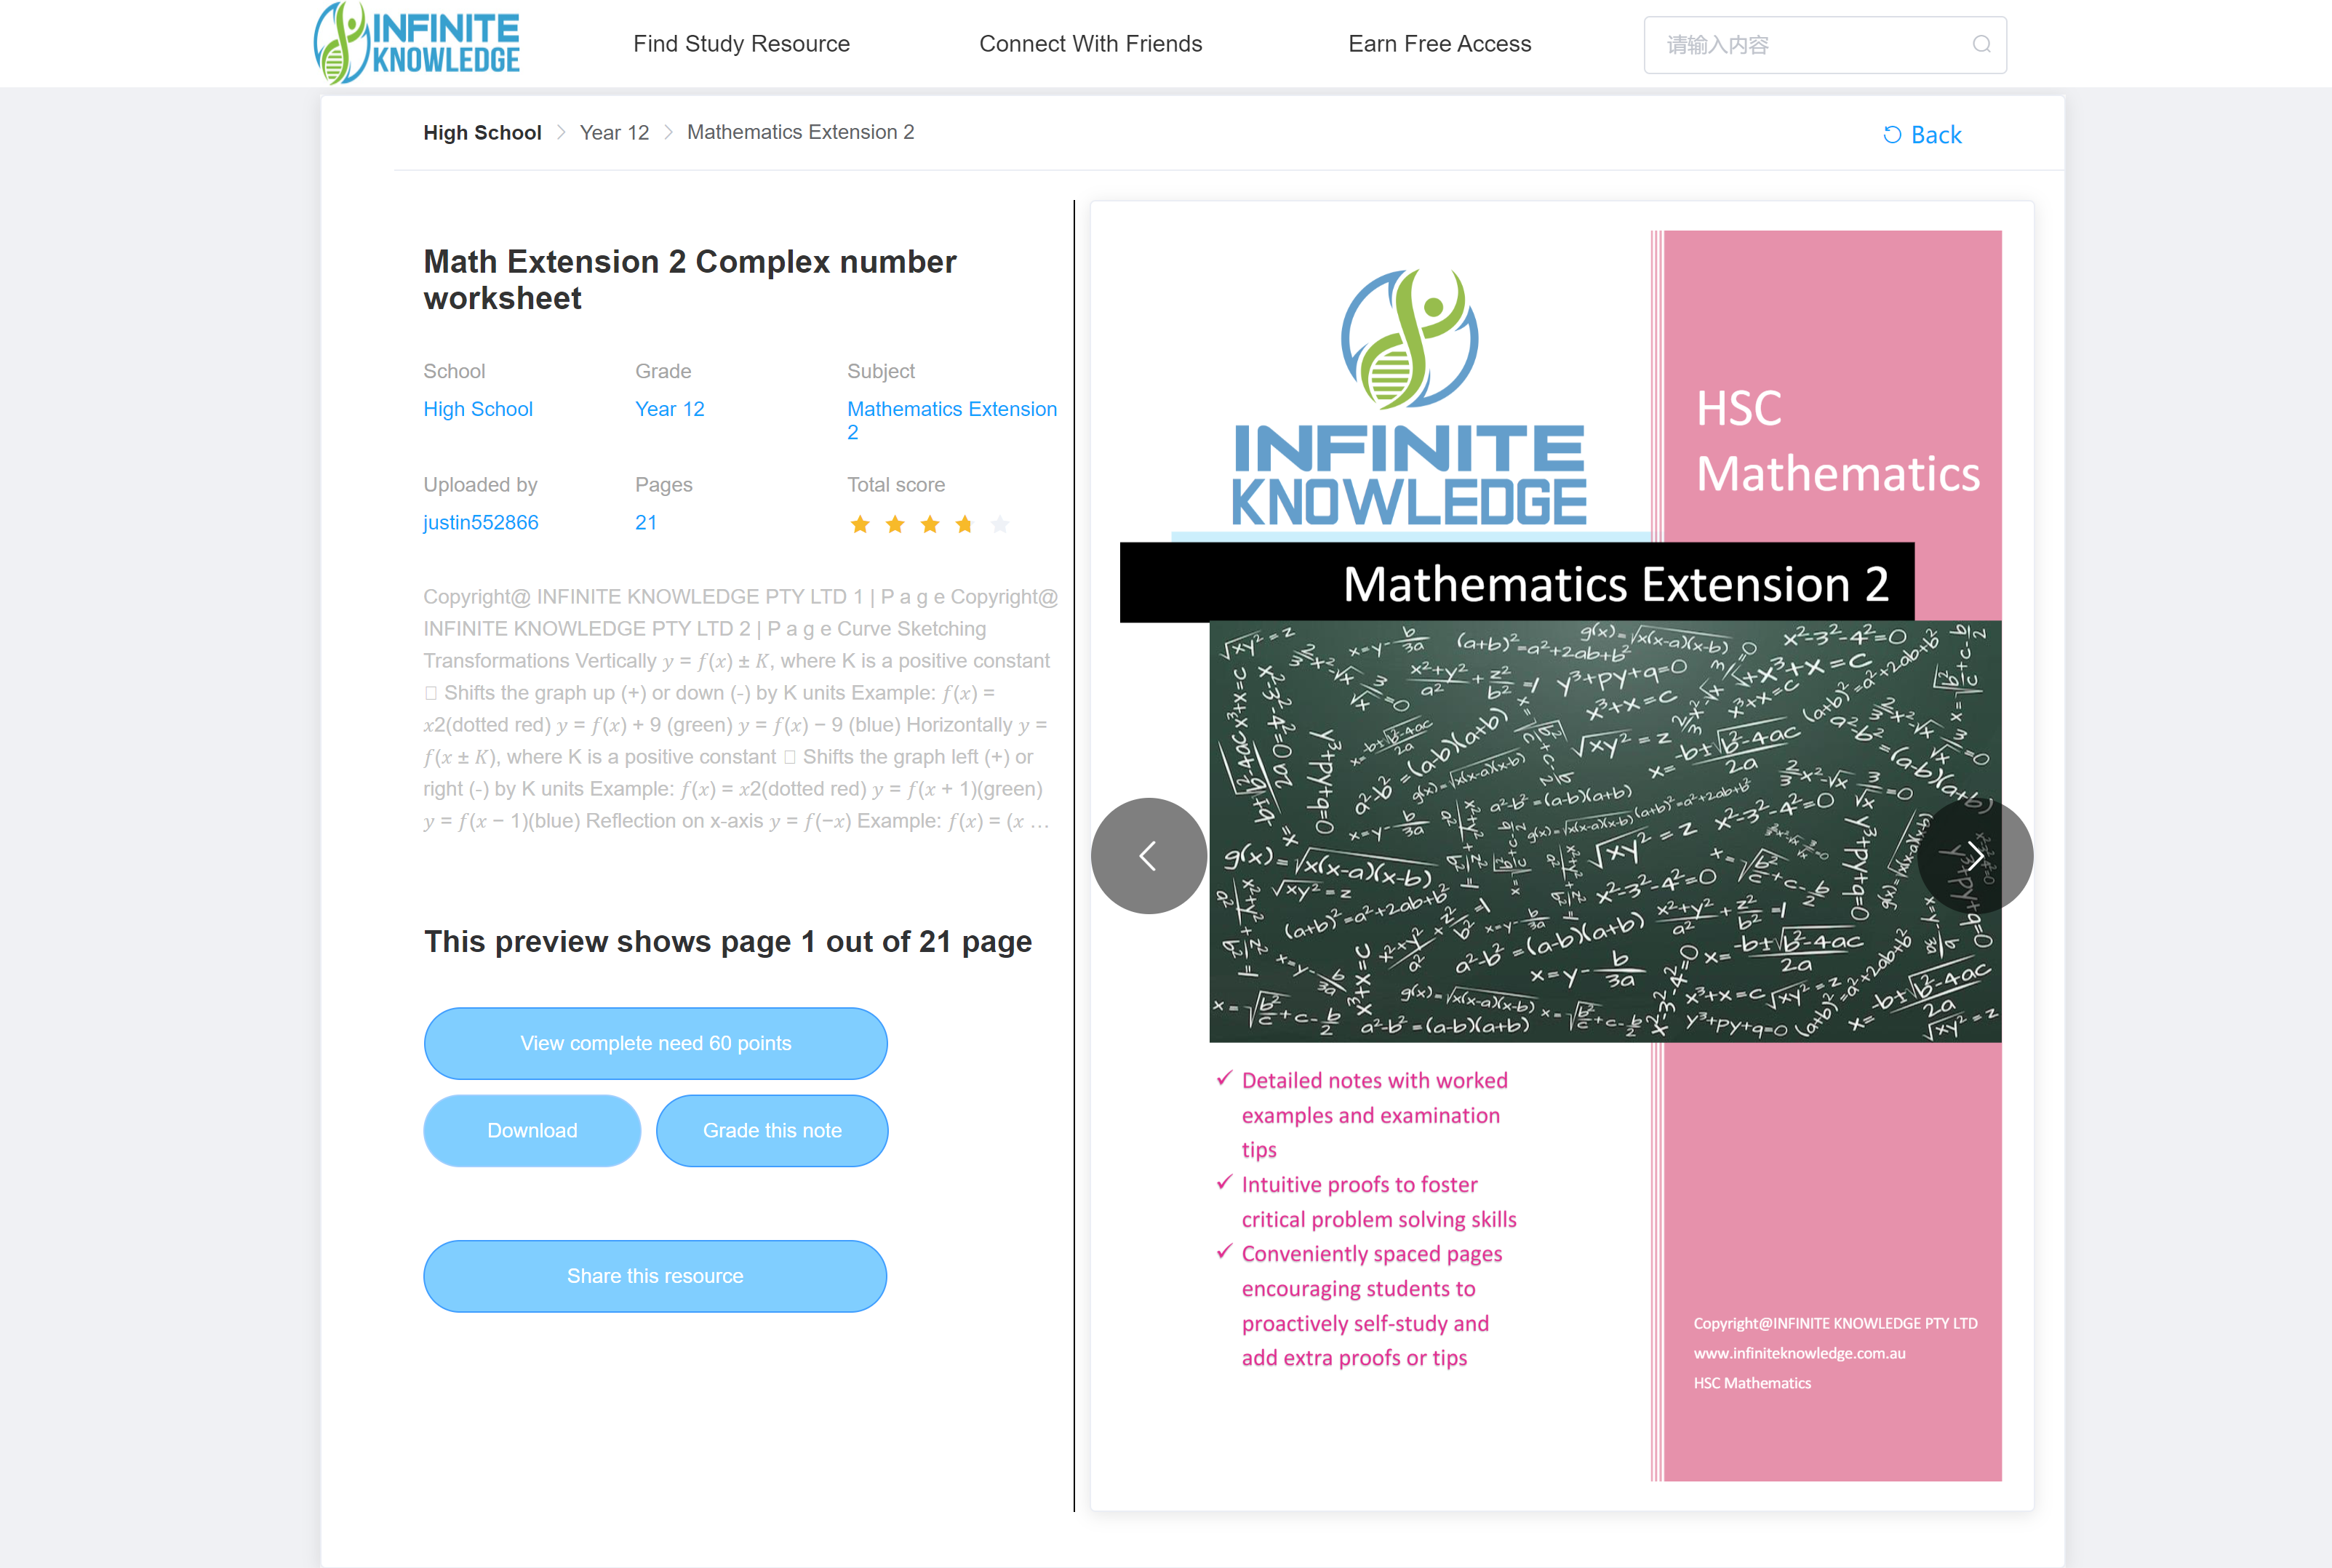 INFINITE
KNOWLEDGE
Find Study Resource
Connect With Friends
Earn Free Access
请输入内容
High School
Year 12
Mathematics Extension 2
Back
Math Extension 2 Complex number
worksheet
School
Grade
Subject
High School
Year 12
Mathematics Extension
2
Uploaded by
Pages
Total score
justin552866
21
Copyright@ INFINITE KNOWLEDGE PTY LTD 1 | P a g e Copyright@
INFINITE KNOWLEDGE PTY LTD 2 | P a g e Curve Sketching
Transformations Vertically 𝑦 = 𝑓(𝑥) ± 𝐾, where K is a positive constant
Shifts the graph up (+) or down (-) by K units Example: 𝑓(𝑥) =
𝑥2(dotted red) 𝑦 = 𝑓(𝑥) + 9 (green) 𝑦 = 𝑓(𝑥) − 9 (blue) Horizontally 𝑦 =
𝑓(𝑥 ± 𝐾), where K is a positive constant Shifts the graph left (+) or
right (-) by K units Example: 𝑓(𝑥) = 𝑥2(dotted red) 𝑦 = 𝑓(𝑥 + 1)(green)
𝑦 = 𝑓(𝑥 − 1)(blue) Reflection on x-axis 𝑦 = 𝑓(−𝑥) Example: 𝑓(𝑥) = (𝑥 …
This preview shows page 1 out of 21 page
View complete need 60 points
Download
Grade this note
Share this resource
INFINITE
KNOWLEDGE
HSC
Mathematics
Mathematics Extension 2
✓ Detailed notes with worked
examples and examination
tips
✓ Intuitive proofs to foster
critical problem solving skills
✓ Conveniently spaced pages
encouraging students to
proactively self-study and
add extra proofs or tips
Copyright@INFINITE KNOWLEDGE PTY LTD
www.infiniteknowledge.com.au
HSC Mathematics